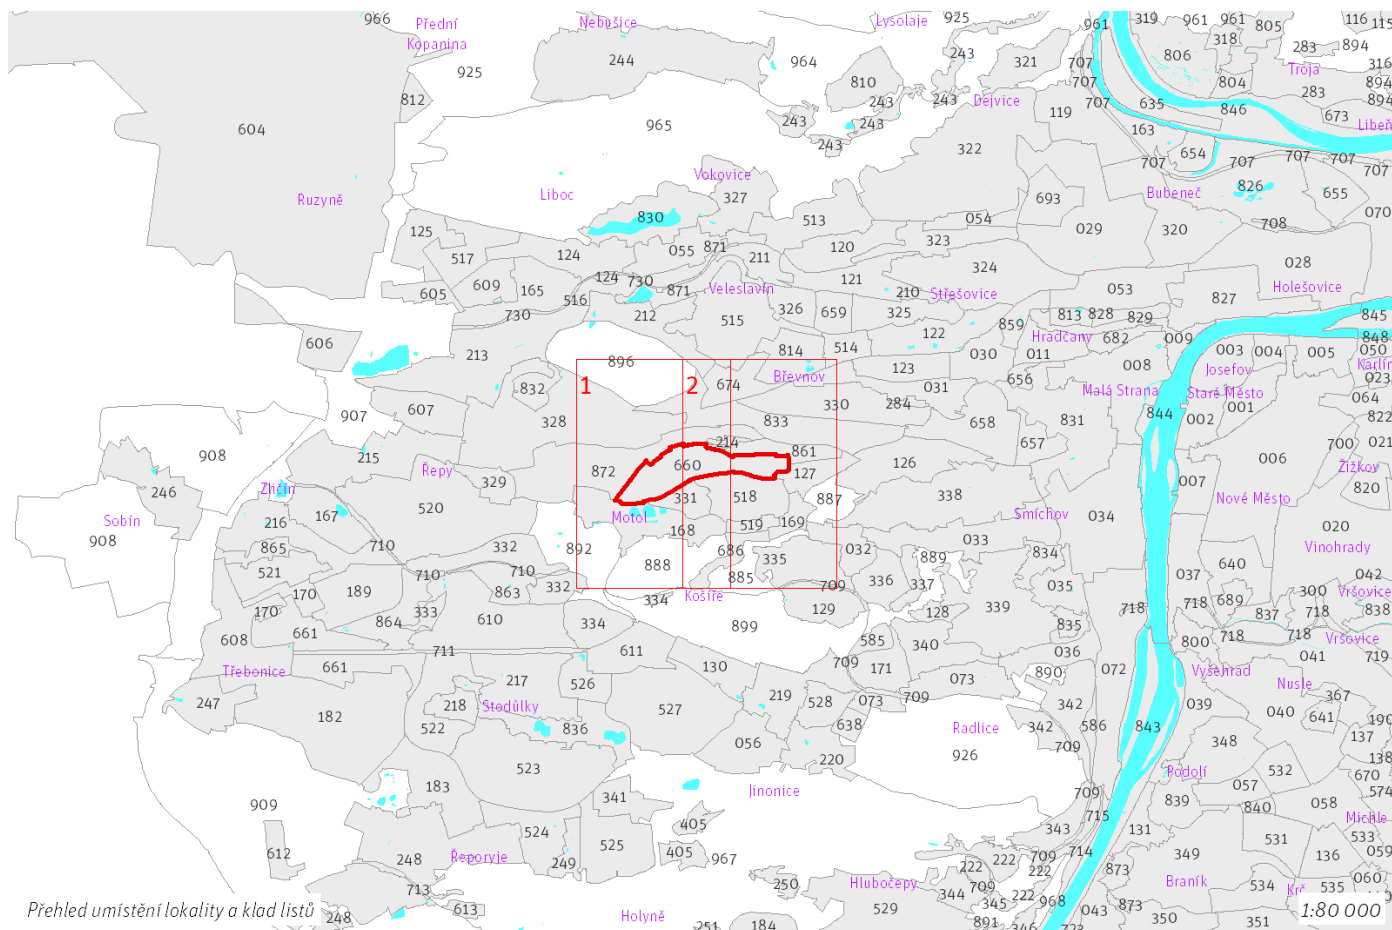 966 Přední Kopanina Nebušice Lysolaje 925 961 319 961 961 805 116 115
244 964 243 321 707 806 318 283 894 316
925 810 Troja 894
812 243 243 Dejvice 707 707 635 804 283 894
604 965 243 243 243 119 163 846 673 Libeň
322 707 654 707 707 707 707
Vokovice
Ruzyně Liboc 327 693 Bubeneč 826 655
830 513 054 029 320 708 070
125 517 124 055 871 211 120 323
605 609 165 124 730 871 Veleslavín 121 324 028
516 210 Střešovice 053 827 Holešovice
730 212 515 326 659 325 859 813 828 829 845
606 122 Hradčany 682 009 848
213 896 814 514 030 011 008 003 004 005 050
1 2 674 Břevnov 123 656 Josefov Karlín
832 031 Malá Strana Staré Město 023
907 607 330 284 844 001 064
328 833 658 831 002 822
908 215 214 861 657 700 021
Řepy 872 660 127 126 006 Žižkov
Zličín 329 007 820
246 331 518 887 338 Nové Město
Sobín 216 167 520 Motol Smíchov 034
908 168 519 169 033 020
865 710 332 892 686 032 889 834 Vinohrady
521 710 710 888 885 335 336 337 037 640 042
170 189 332 709 035 300 Vršovice
170 333 863 334 Košíře 129 128 339 718 718 689 837 718 838
608 661 864 610 334 899 585 340 835 800 718 718 Vršovice
661 711 611 709 036 041 719
Třebonice 217 130 171 890 072 Vyšehrad
526 073 Nusle
247 182 218 Stodůlky 527 219 528 073 709 342 039 367
522 836 638 Radlice 342 586 843 040 641 190
056 220 926 709 348 137
523 138
183 Jinonice Podolí 532 670
909 341 709 839 057 574
405 715 840 058 Michle
524 525 343 131 531 533
612 248 Řeporyje 249 405 967 222 222 709 714 349 136 059
713 250 Hlubočepy 222 873 Braník 534 535 060
613 529 344 709 345 222 968 043 873
Přehled umístění lokality a klad listů 248 Holyně 251 184 891 346 723 350 351 1:80 000